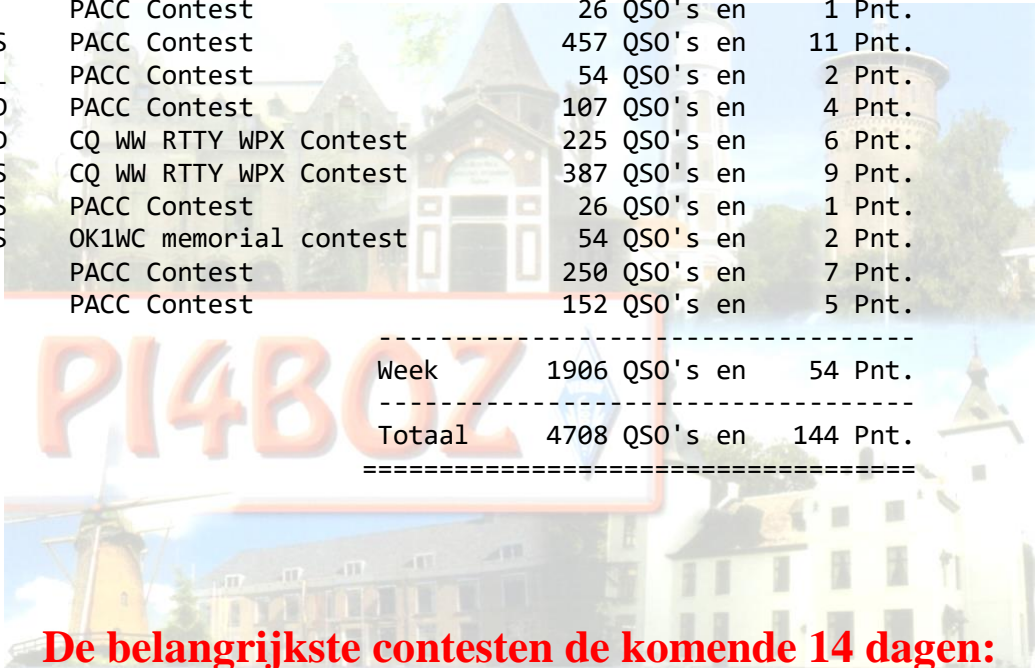 PACC Contest 26 QSO's en 1 Pnt.
S PACC Contest 457 QSO's en 11 Pnt.
L PACC Contest 54 QSO's en 2 Pnt.
D PACC Contest 107 QSO's en 4 Pnt.
D CQ WW RTTY WPX Contest 225 QSO's en 6 Pnt.
S CQ WW RTTY WPX Contest 387 QSO's en 9 Pnt.
S PACC Contest 26 QSO's en 1 Pnt.
S OK1WC memorial contest 54 QSO's en 2 Pnt.
PACC Contest 250 QSO's en 7 Pnt.
PACC Contest 152 QSO's en 5 Pnt.
-----------------------------------
Week 1906 QSO's en 54 Pnt.
-----------------------------------
Totaal 4708 QSO's en 144 Pnt.
====================================
PI4BOZ
De belangrijkste contesten de komende 14 dagen: